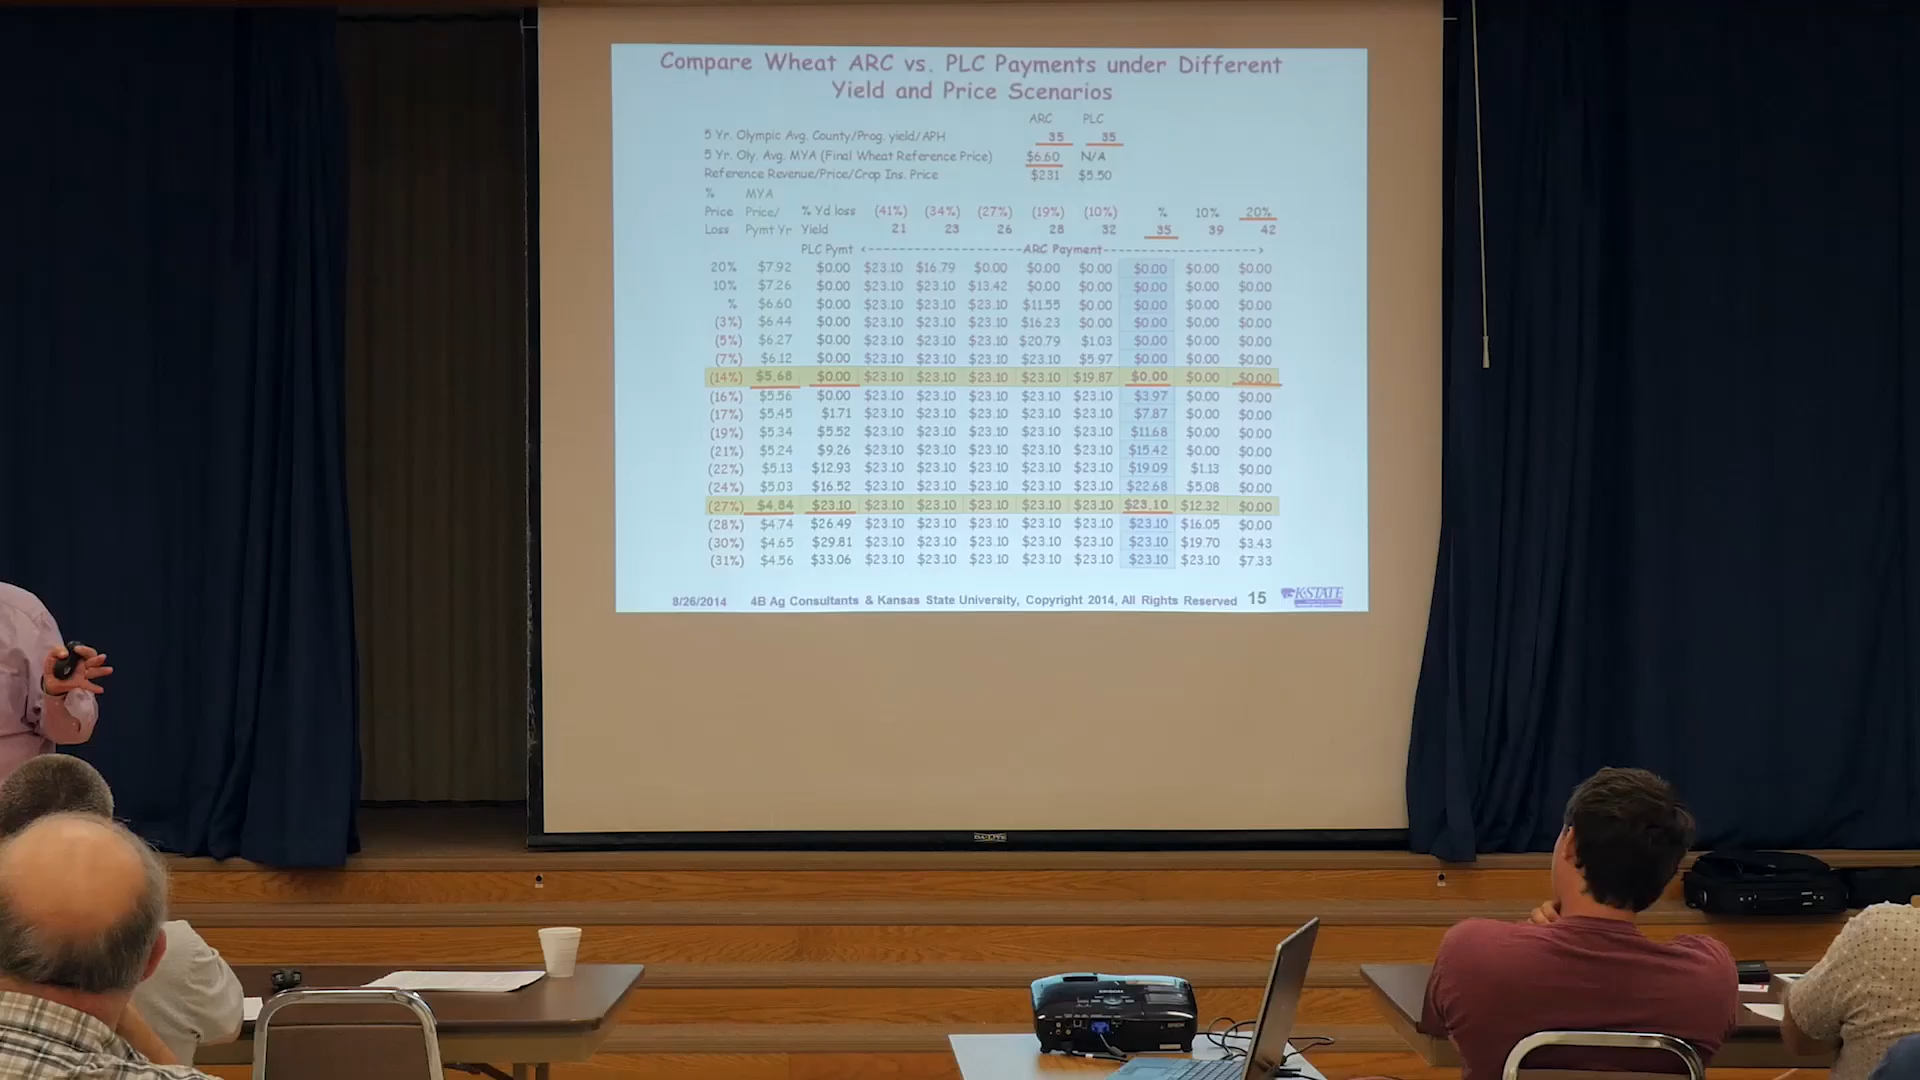 Compare Wheat ARC vs. PLC Payments under Different
Yield and Price Scenarios
ARC PLC
5 Yr. Olympic Avg. County/Prog. yield/APH 35 35
5 Yr. Oly. Avg. MYA (Final Wheat Reference Price) $6.60 N/A
Reference Revenue/Price/Crop Ins. Price $231 $5.50
% MYA
Price Price/ % Yd loss (41%) (34%) (27%) (19%) (10%) % 10% 20%
Loss Pymt Yr Yield 21 23 26 28 32 35 39 42
PLC Pymt <----------------------ARC Payment---------------------->
20% $7.92 $0.00 $23.10 $16.79 $0.00 $0.00 $0.00 $0.00 $0.00 $0.00
10% $7.26 $0.00 $23.10 $23.10 $13.42 $0.00 $0.00 $0.00 $0.00 $0.00
% $6.60 $0.00 $23.10 $23.10 $23.10 $11.55 $0.00 $0.00 $0.00 $0.00
(3%) $6.44 $0.00 $23.10 $23.10 $23.10 $16.23 $0.00 $0.00 $0.00 $0.00
(5%) $6.27 $0.00 $23.10 $23.10 $23.10 $20.79 $1.03 $0.00 $0.00 $0.00
(7%) $6.12 $0.00 $23.10 $23.10 $23.10 $23.10 $5.97 $0.00 $0.00 $0.00
(14%) $5.68 $0.00 $23.10 $23.10 $23.10 $23.10 $19.87 $0.00 $0.00 $0.00
(16%) $5.56 $0.00 $23.10 $23.10 $23.10 $23.10 $23.10 $3.97 $0.00 $0.00
(17%) $5.45 $1.71 $23.10 $23.10 $23.10 $23.10 $23.10 $7.87 $0.00 $0.00
(19%) $5.34 $5.52 $23.10 $23.10 $23.10 $23.10 $23.10 $11.68 $0.00 $0.00
(21%) $5.24 $9.26 $23.10 $23.10 $23.10 $23.10 $23.10 $15.42 $0.00 $0.00
(22%) $5.13 $12.93 $23.10 $23.10 $23.10 $23.10 $23.10 $19.09 $1.13 $0.00
(24%) $5.03 $16.52 $23.10 $23.10 $23.10 $23.10 $23.10 $22.68 $5.08 $0.00
(27%) $4.84 $23.10 $23.10 $23.10 $23.10 $23.10 $23.10 $23.10 $12.32 $0.00
(28%) $4.74 $26.49 $23.10 $23.10 $23.10 $23.10 $23.10 $23.10 $16.05 $0.00
(30%) $4.65 $29.81 $23.10 $23.10 $23.10 $23.10 $23.10 $23.10 $19.70 $3.43
(31%) $4.56 $33.06 $23.10 $23.10 $23.10 $23.10 $23.10 $23.10 $23.10 $7.33
8/26/2014 4B Ag Consultants & Kansas State University, Copyright 2014, All Rights Reserved 15 K-STATE
DA-LITE
EPSON